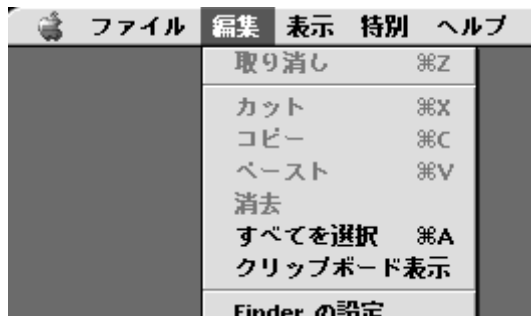 ファイル 編集 表示 特別 ヘルプ
取り消し ⌘Z
カット ⌘X
コピー ⌘C
ペースト ⌘V
消去
すべてを選択 ⌘A
クリップボード表示
Finder の設定